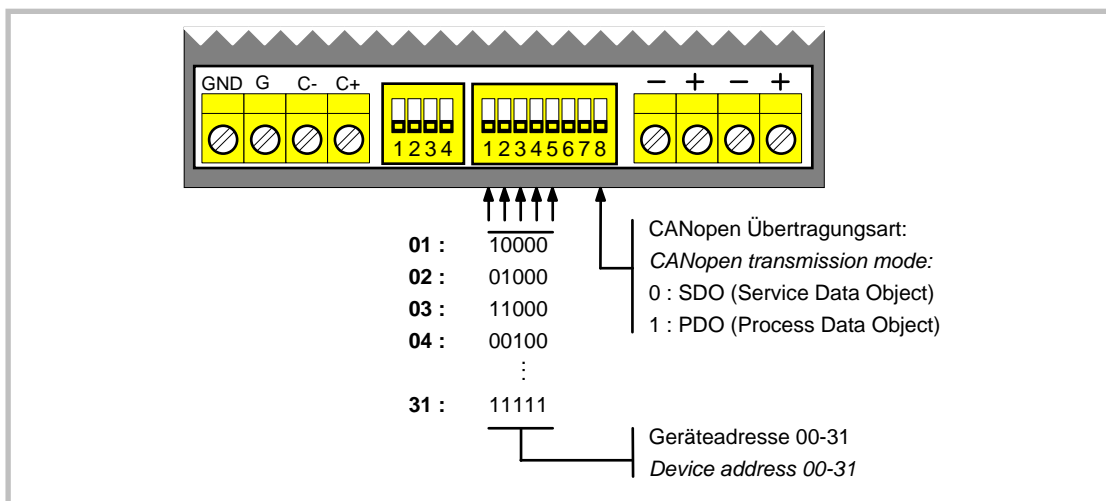 GND G C- C+ − + − +
1 2 3 4 1 2 3 4 5 6 7 8
01 : 10000
02 : 01000
03 : 11000
04 : 00100
⋮
31 : 11111
CANopen Übertragungsart:
CANopen transmission mode:
0 : SDO (Service Data Object)
1 : PDO (Process Data Object)
Geräteadresse 00-31
Device address 00-31